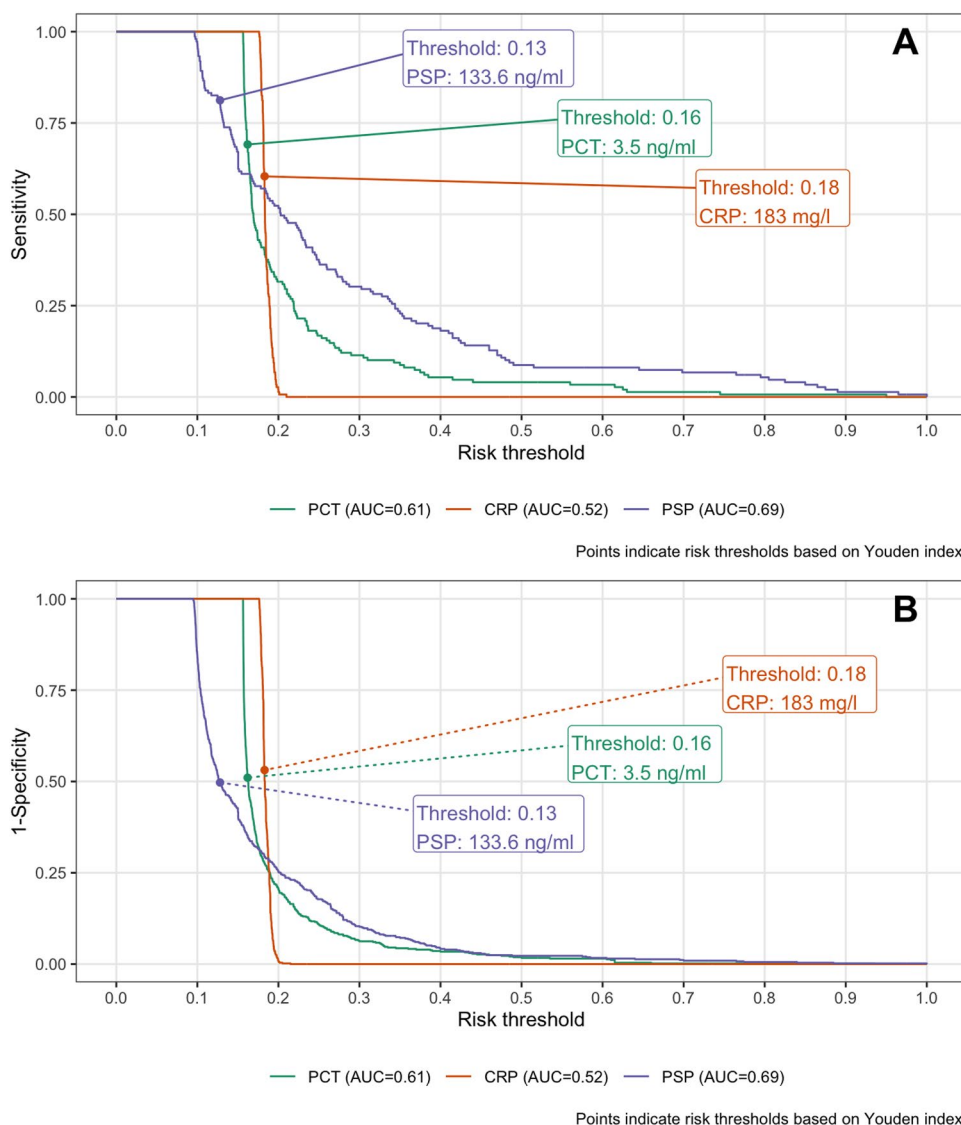 A
Threshold: 0.13
PSP: 133.6 ng/ml
Threshold: 0.16
PCT: 3.5 ng/ml
Threshold: 0.18
CRP: 183 mg/l
Sensitivity
1.00
0.75
0.50
0.25
0.00
0.0 0.1 0.2 0.3 0.4 0.5 0.6 0.7 0.8 0.9 1.0
Risk threshold
PCT (AUC=0.61) CRP (AUC=0.52) PSP (AUC=0.69)
Points indicate risk thresholds based on Youden index
B
Threshold: 0.18
CRP: 183 mg/l
Threshold: 0.16
PCT: 3.5 ng/ml
Threshold: 0.13
PSP: 133.6 ng/ml
1-Specificity
1.00
0.75
0.50
0.25
0.00
0.0 0.1 0.2 0.3 0.4 0.5 0.6 0.7 0.8 0.9 1.0
Risk threshold
PCT (AUC=0.61) CRP (AUC=0.52) PSP (AUC=0.69)
Points indicate risk thresholds based on Youden index